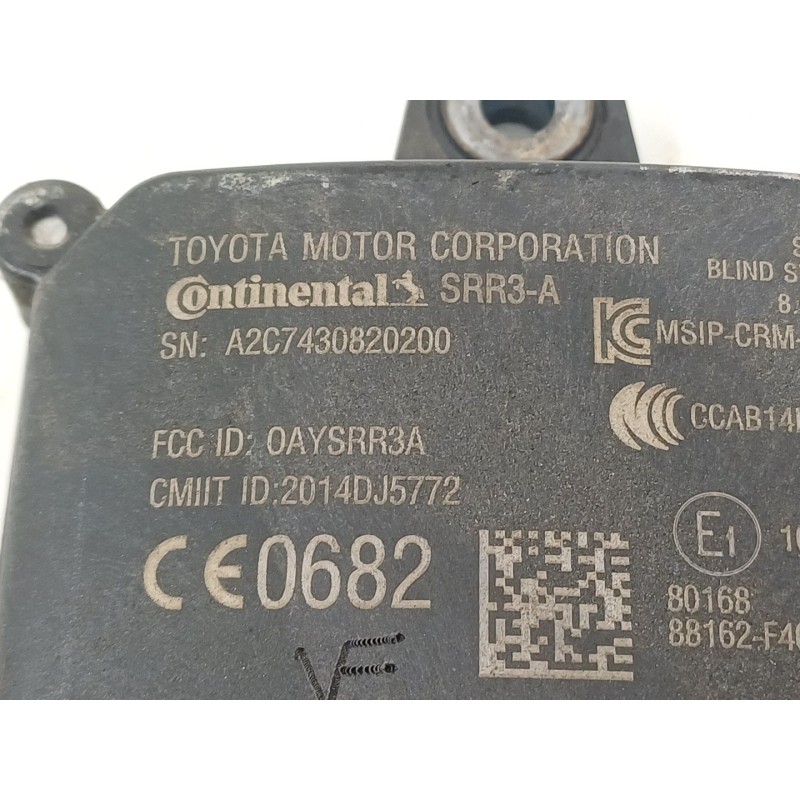 TOYOTA MOTOR CORPORATION
Continental SRR3-A
SN: A2C7430820200
BLIND
MSIP-CRM-
CCAB14
FCC ID: OAYSRR3A
CMIIT ID:2014DJ5772
CE0682
E1
80168
88162-F4
VF